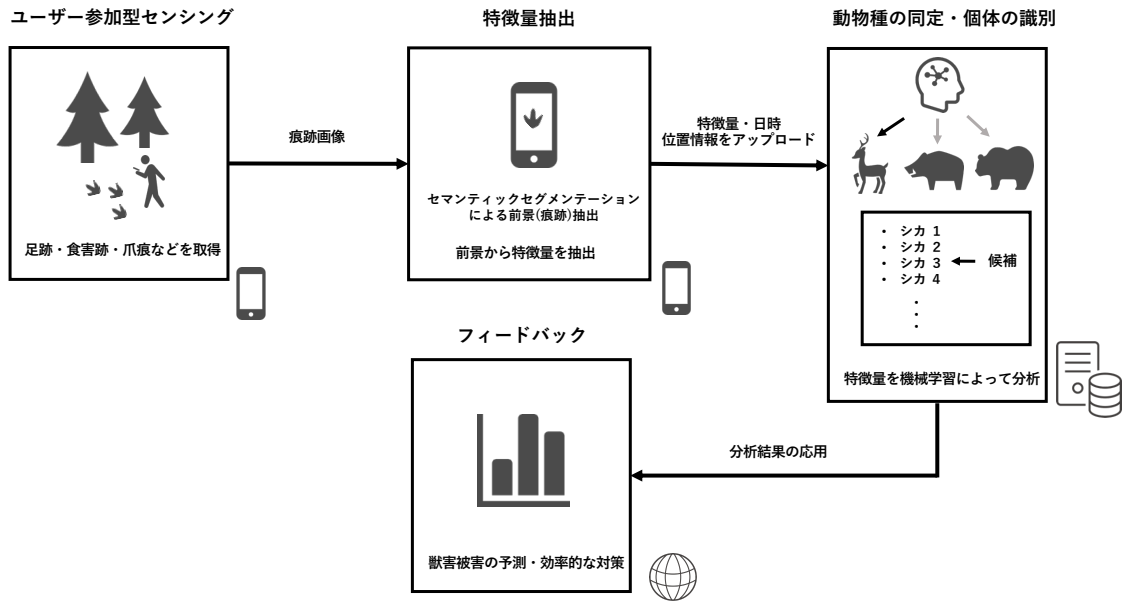 ユーザー参加型センシング
足跡・食害跡・爪痕などを取得
痕跡画像
特徴量抽出
セマンティックセグメンテーション
による前景(痕跡)抽出
前景から特徴量を抽出
特徴量・日時
位置情報をアップロード
動物種の同定・個体の識別
• シカ 1
• シカ 2
• シカ 3
• シカ 4
候補
特徴量を機械学習によって分析
分析結果の応用
フィードバック
獣害被害の予測・効率的な対策